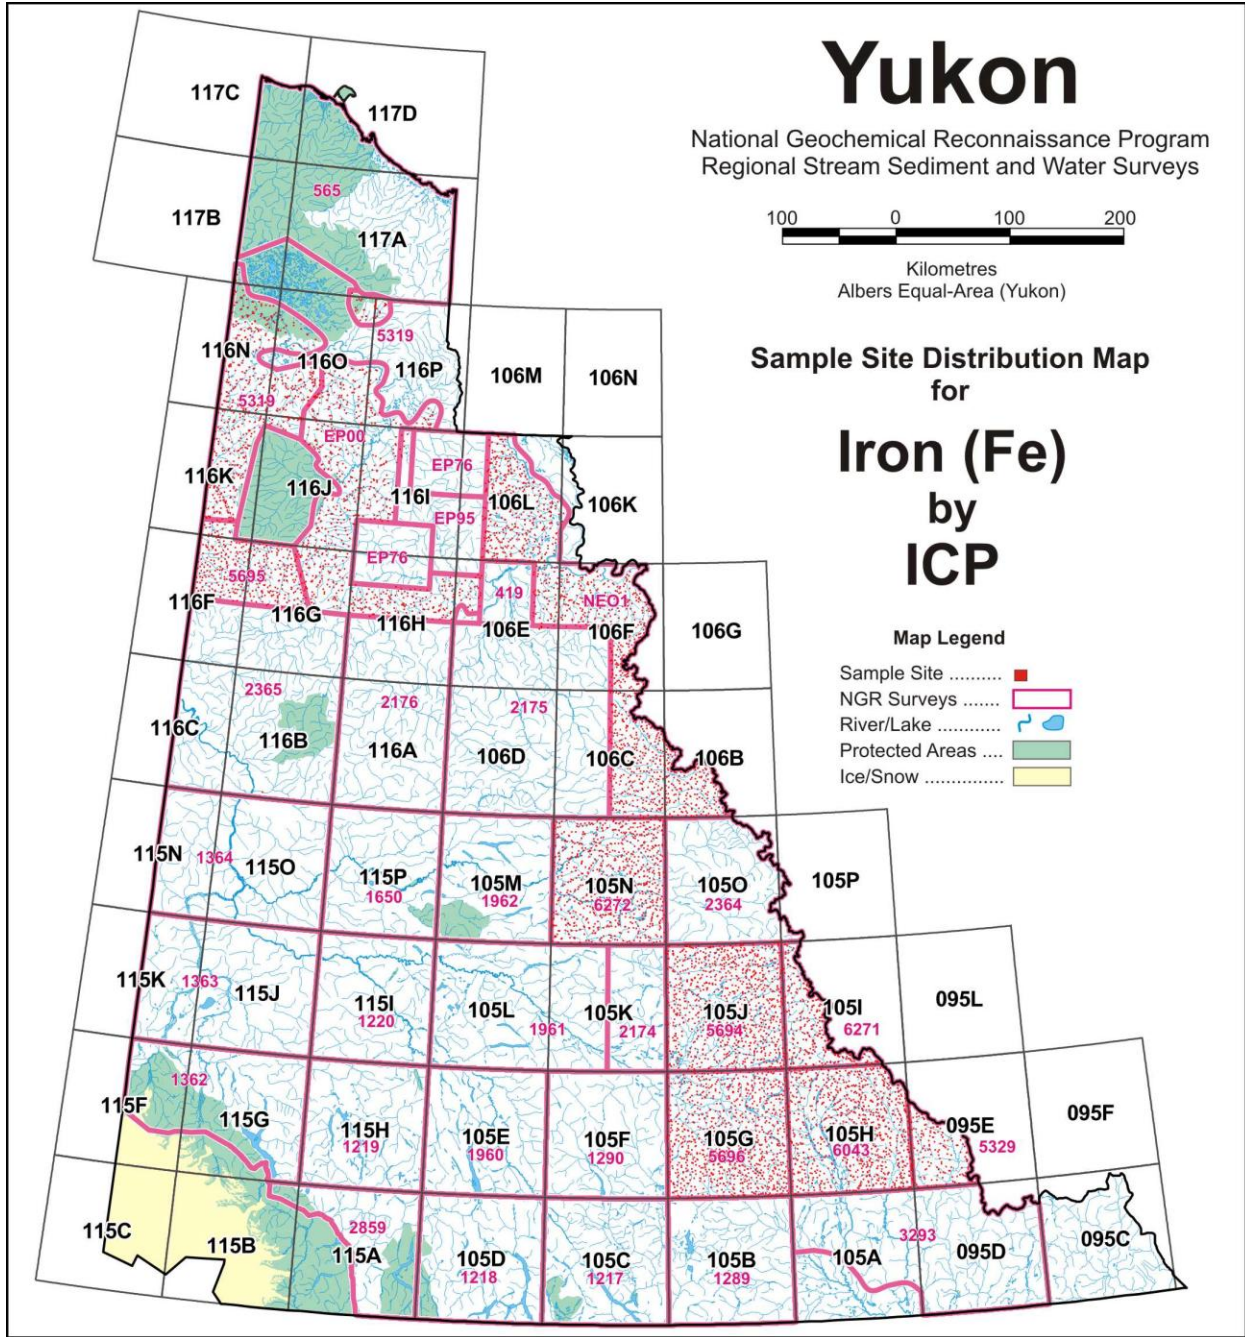 Yukon
National Geochemical Reconnaissance Program
Regional Stream Sediment and Water Surveys
100 0 100 200
Kilometres
Albers Equal-Area (Yukon)
Sample Site Distribution Map
for
Iron (Fe)
by
ICP
Map Legend
Sample Site ..........
NGR Surveys .......
River/Lake ............
Protected Areas ....
Ice/Snow ...............
117C
117D
565
117B
117A
5319
116N
116O
116P
106M
106N
5319
EP00
EP76
116K
116J
116I
106L
106K
EP95
EP76
5695
419
NEO1
116F
116G
116H
106E
106F
106G
2365
2176
2175
116C
116B
116A
106D
106C
106B
115N
1364
115O
115P
1650
105M
1962
105N
6272
105O
2364
105P
115K
1363
115J
115I
1220
105L
1961
105K
2174
105J
5694
105I
6271
095L
1362
115F
115G
115H
1219
105E
1960
105F
1290
105G
5696
105H
6043
095E
5329
095F
115C
115B
2859
115A
105D
1218
105C
1217
105B
1289
105A
3293
095D
095C